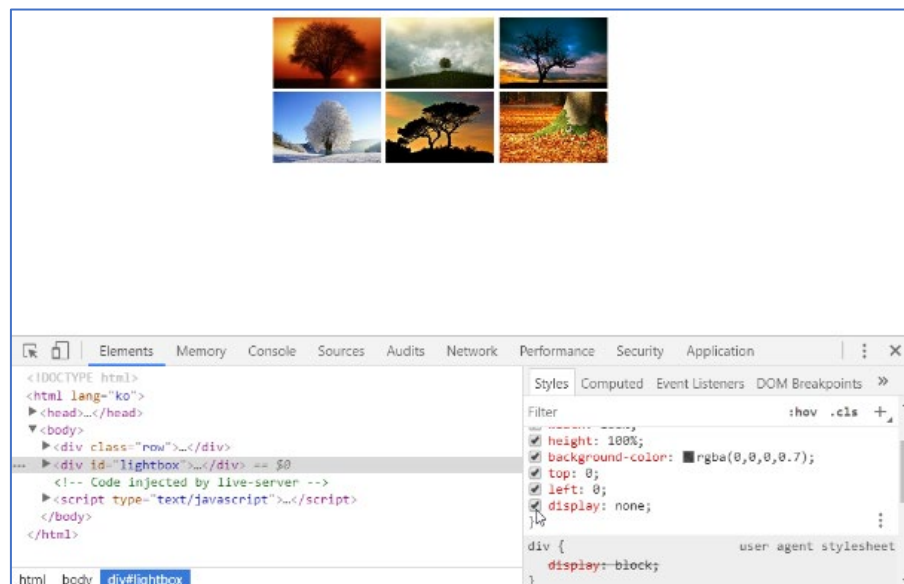 Elements Memory Console Sources Audits Network Performance Security Application
<!DOCTYPE html>
<html lang="ko">
▶<head>…</head>
▼<body>
▶<div class="row">…</div>
▶<div id="lightbox">…</div> == $0
<!-- Code injected by live-server -->
▶<script type="text/javascript">…</script>
</body>
</html>
html body div#lightbox
Styles Computed Event Listeners DOM Breakpoints »
Filter :hov .cls +
height: 100%;
background-color: rgba(0,0,0,0.7);
top: 0;
left: 0;
display: none;
}
div { user agent stylesheet
display: block;
}